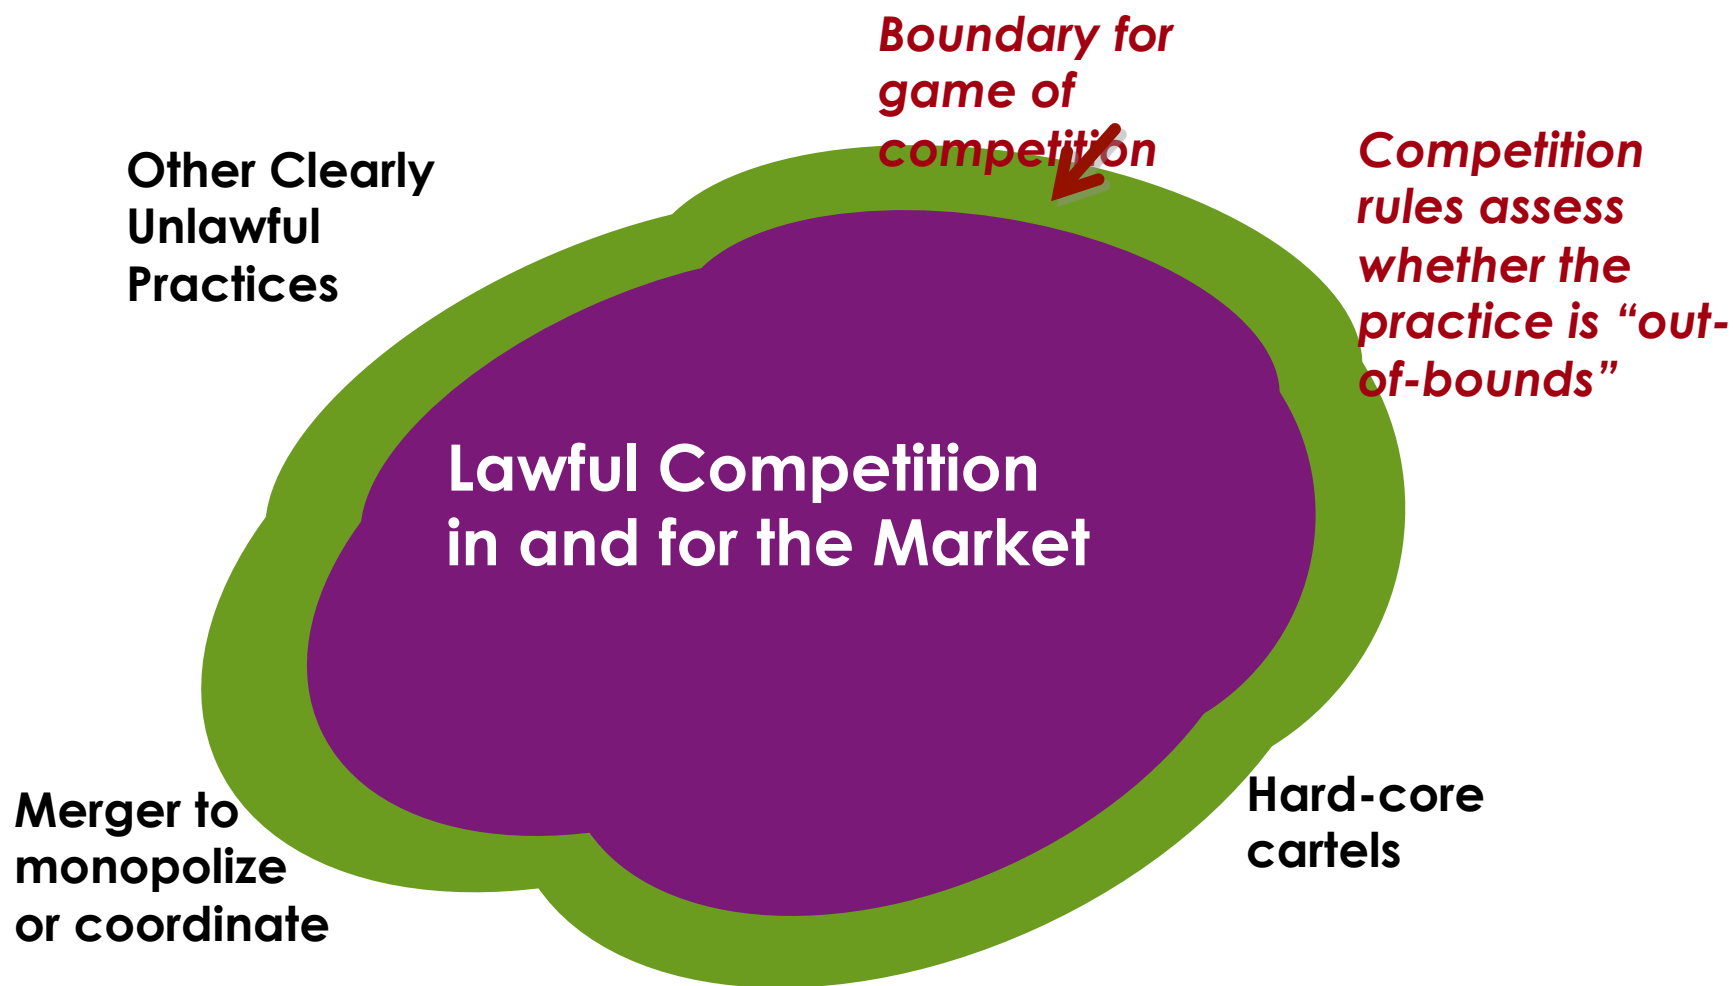 Boundary for
game of
competition
Other Clearly
Unlawful
Practices
Competition
rules assess
whether the
practice is “out-
of-bounds”
Lawful Competition
in and for the Market
Merger to
monopolize
or coordinate
Hard-core
cartels